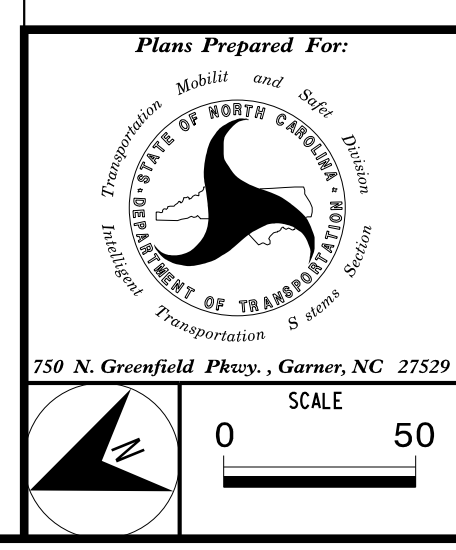 Plans Prepared For:
Transportation Mobilit and Safet Division
STATE OF NORTH CAROLINA
DEPARTMENT OF TRANSPORTATION
Intelligent Transportation S stems Section
750 N. Greenfield Pkwy. , Garner, NC 27529
N
SCALE
0 50